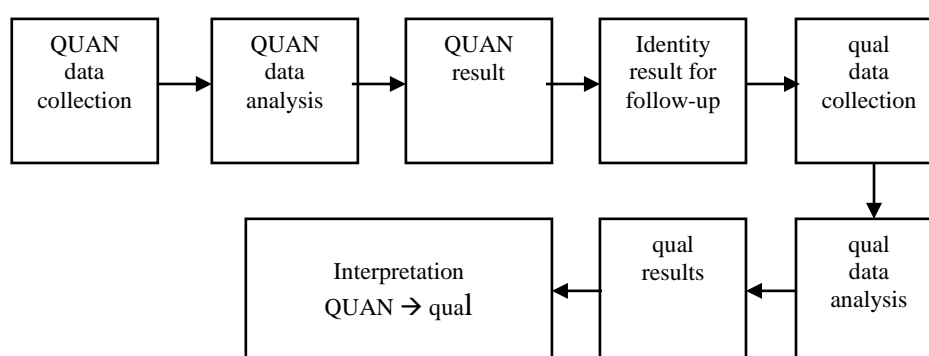 QUAN
data
collection
QUAN
data
analysis
QUAN
result
Identity
result for
follow-up
qual
data
collection
qual
data
analysis
qual
results
Interpretation
QUAN → qual